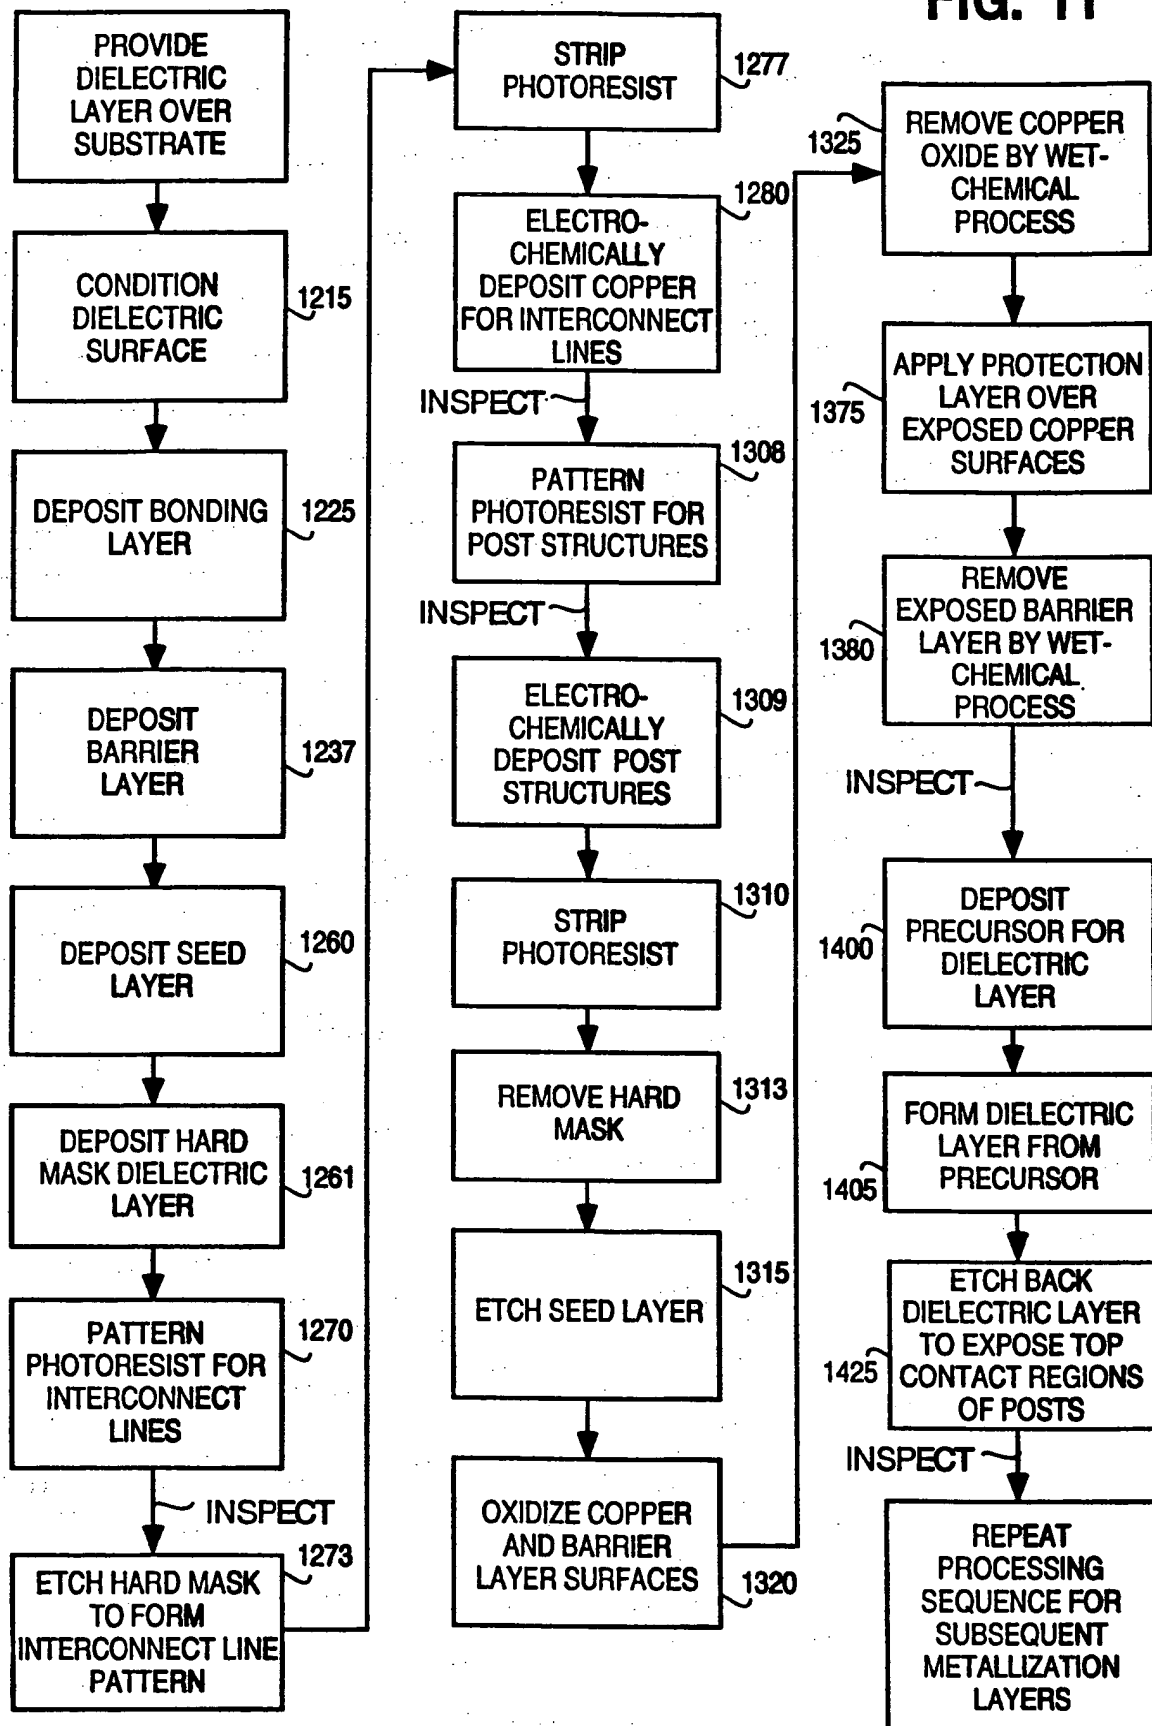 FIG. 11
PROVIDE
DIELECTRIC
LAYER OVER
SUBSTRATE
CONDITION
DIELECTRIC
SURFACE
1215
DEPOSIT BONDING
LAYER
1225
DEPOSIT
BARRIER
LAYER
1237
DEPOSIT SEED
LAYER
1260
DEPOSIT HARD
MASK DIELECTRIC
LAYER
1261
PATTERN
PHOTORESIST FOR
INTERCONNECT
LINES
1270
INSPECT
ETCH HARD MASK
TO FORM
INTERCONNECT LINE
PATTERN
1273
STRIP
PHOTORESIST
1277
ELECTRO-
CHEMICALLY
DEPOSIT COPPER
FOR INTERCONNECT
LINES
1280
INSPECT
PATTERN
PHOTORESIST FOR
POST STRUCTURES
1308
INSPECT
ELECTRO-
CHEMICALLY
DEPOSIT POST
STRUCTURES
1309
STRIP
PHOTORESIST
1310
REMOVE HARD
MASK
1313
ETCH SEED LAYER
1315
OXIDIZE COPPER
AND BARRIER
LAYER SURFACES
1320
REMOVE COPPER
OXIDE BY WET-
CHEMICAL
PROCESS
1325
APPLY PROTECTION
LAYER OVER
EXPOSED COPPER
SURFACES
1375
REMOVE
EXPOSED BARRIER
LAYER BY WET-
CHEMICAL
PROCESS
1380
INSPECT
DEPOSIT
PRECURSOR FOR
DIELECTRIC
LAYER
1400
FORM DIELECTRIC
LAYER FROM
PRECURSOR
1405
ETCH BACK
DIELECTRIC LAYER
TO EXPOSE TOP
CONTACT REGIONS
OF POSTS
1425
INSPECT
REPEAT
PROCESSING
SEQUENCE FOR
SUBSEQUENT
METALLIZATION
LAYERS